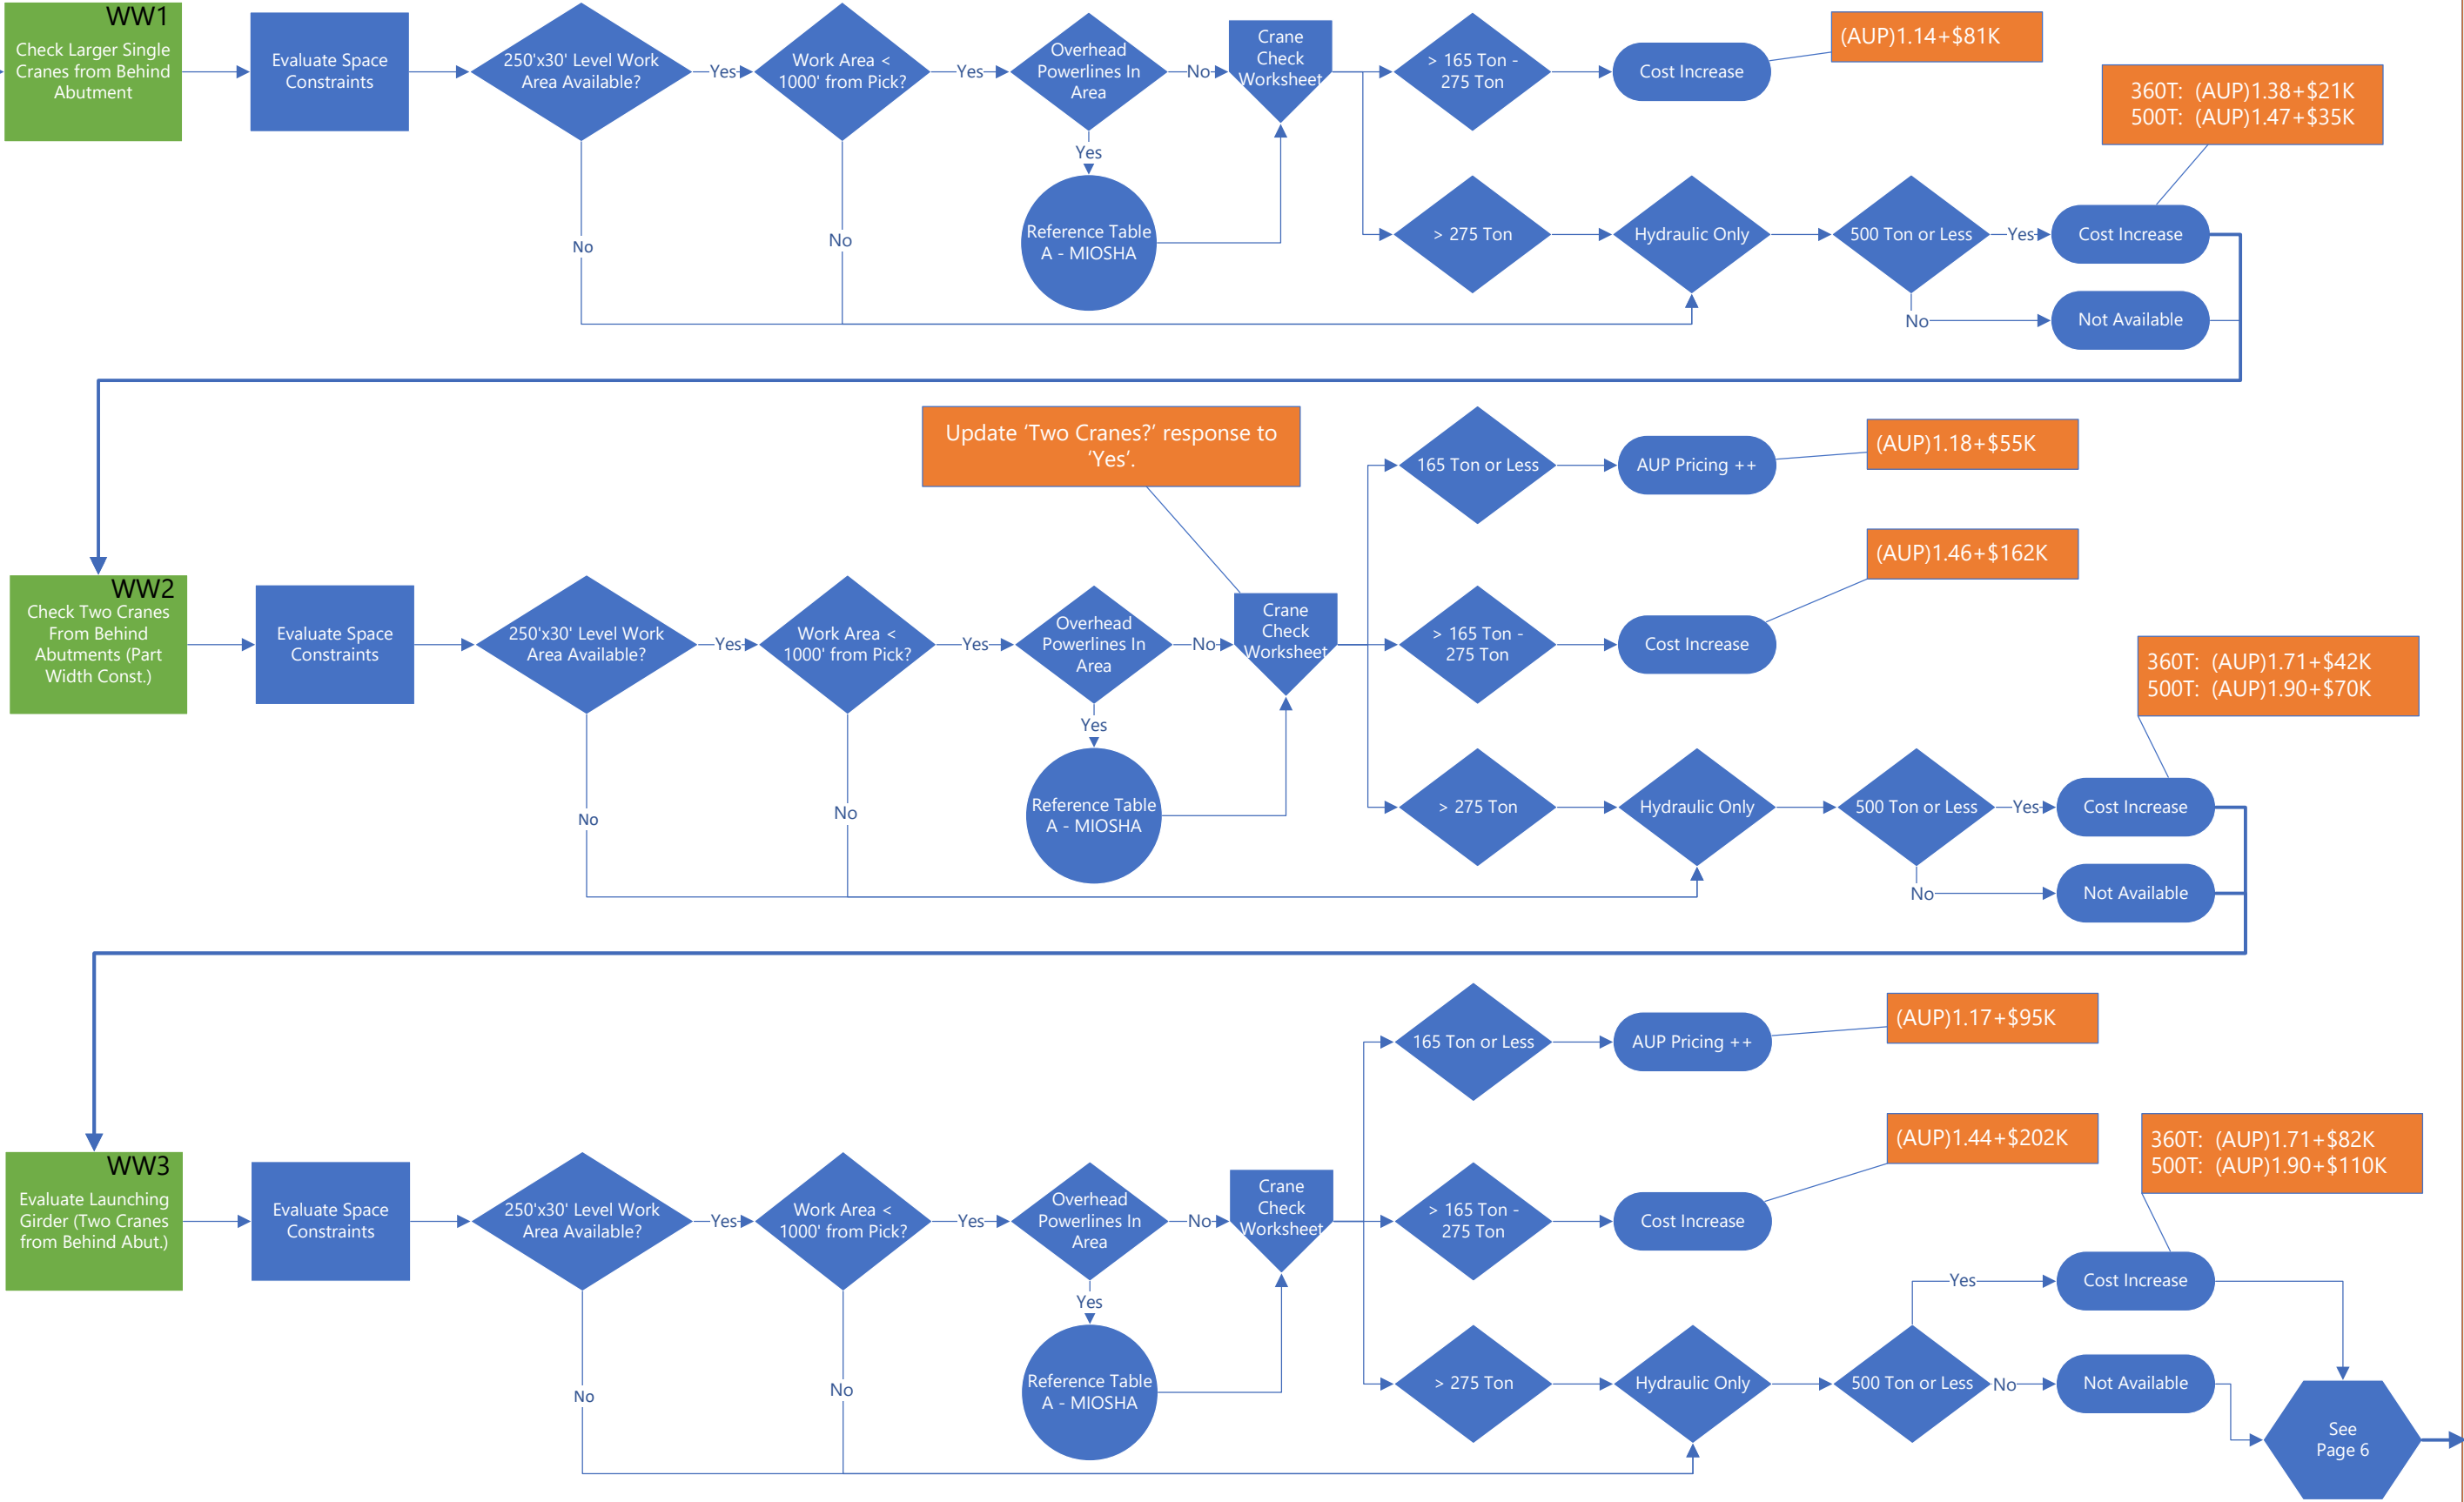 WW1
Check Larger Single
Cranes from Behind
Abutment
Evaluate Space
Constraints
250'x30' Level Work
Area Available?
Yes
No
Work Area <
1000' from Pick?
Yes
No
Overhead
Powerlines In
Area
No
Yes
Reference Table
A - MIOSHA
Crane
Check
Worksheet
> 165 Ton -
275 Ton
Cost Increase
(AUP)1.14+$81K
> 275 Ton
Hydraulic Only
500 Ton or Less
Yes
No
Cost Increase
360T: (AUP)1.38+$21K
500T: (AUP)1.47+$35K
Not Available
WW2
Check Two Cranes
From Behind
Abutments (Part
Width Const.)
Evaluate Space
Constraints
250'x30' Level Work
Area Available?
Yes
No
Work Area <
1000' from Pick?
Yes
No
Overhead
Powerlines In
Area
No
Yes
Reference Table
A - MIOSHA
Update ‘Two Cranes?’ response to
‘Yes’.
Crane
Check
Worksheet
165 Ton or Less
AUP Pricing ++
(AUP)1.18+$55K
> 165 Ton -
275 Ton
Cost Increase
(AUP)1.46+$162K
> 275 Ton
Hydraulic Only
500 Ton or Less
Yes
No
Cost Increase
360T: (AUP)1.71+$42K
500T: (AUP)1.90+$70K
Not Available
WW3
Evaluate Launching
Girder (Two Cranes
from Behind Abut.)
Evaluate Space
Constraints
250'x30' Level Work
Area Available?
Yes
No
Work Area <
1000' from Pick?
Yes
No
Overhead
Powerlines In
Area
No
Yes
Reference Table
A - MIOSHA
Crane
Check
Worksheet
165 Ton or Less
AUP Pricing ++
(AUP)1.17+$95K
> 165 Ton -
275 Ton
Cost Increase
(AUP)1.44+$202K
> 275 Ton
Hydraulic Only
500 Ton or Less
Yes
No
Cost Increase
360T: (AUP)1.71+$82K
500T: (AUP)1.90+$110K
Not Available
See
Page 6